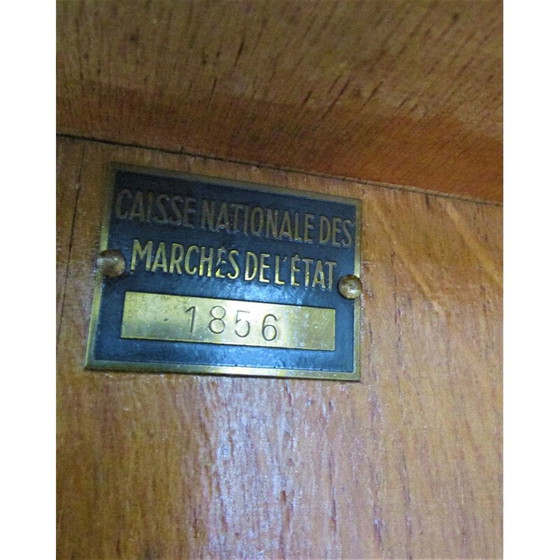 CAISSE NATIONALE DES
MARCHÉS DE L'ÉTAT
1856